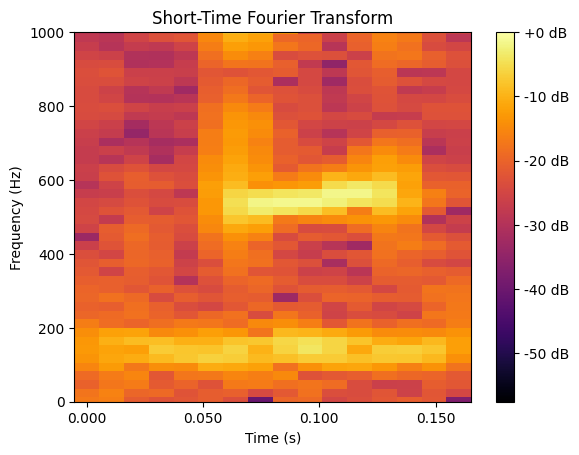 Short-Time Fourier Transform
1000
800
600
400
200
0
Frequency (Hz)
0.000
0.050
0.100
0.150
Time (s)
+0 dB
-10 dB
-20 dB
-30 dB
-40 dB
-50 dB